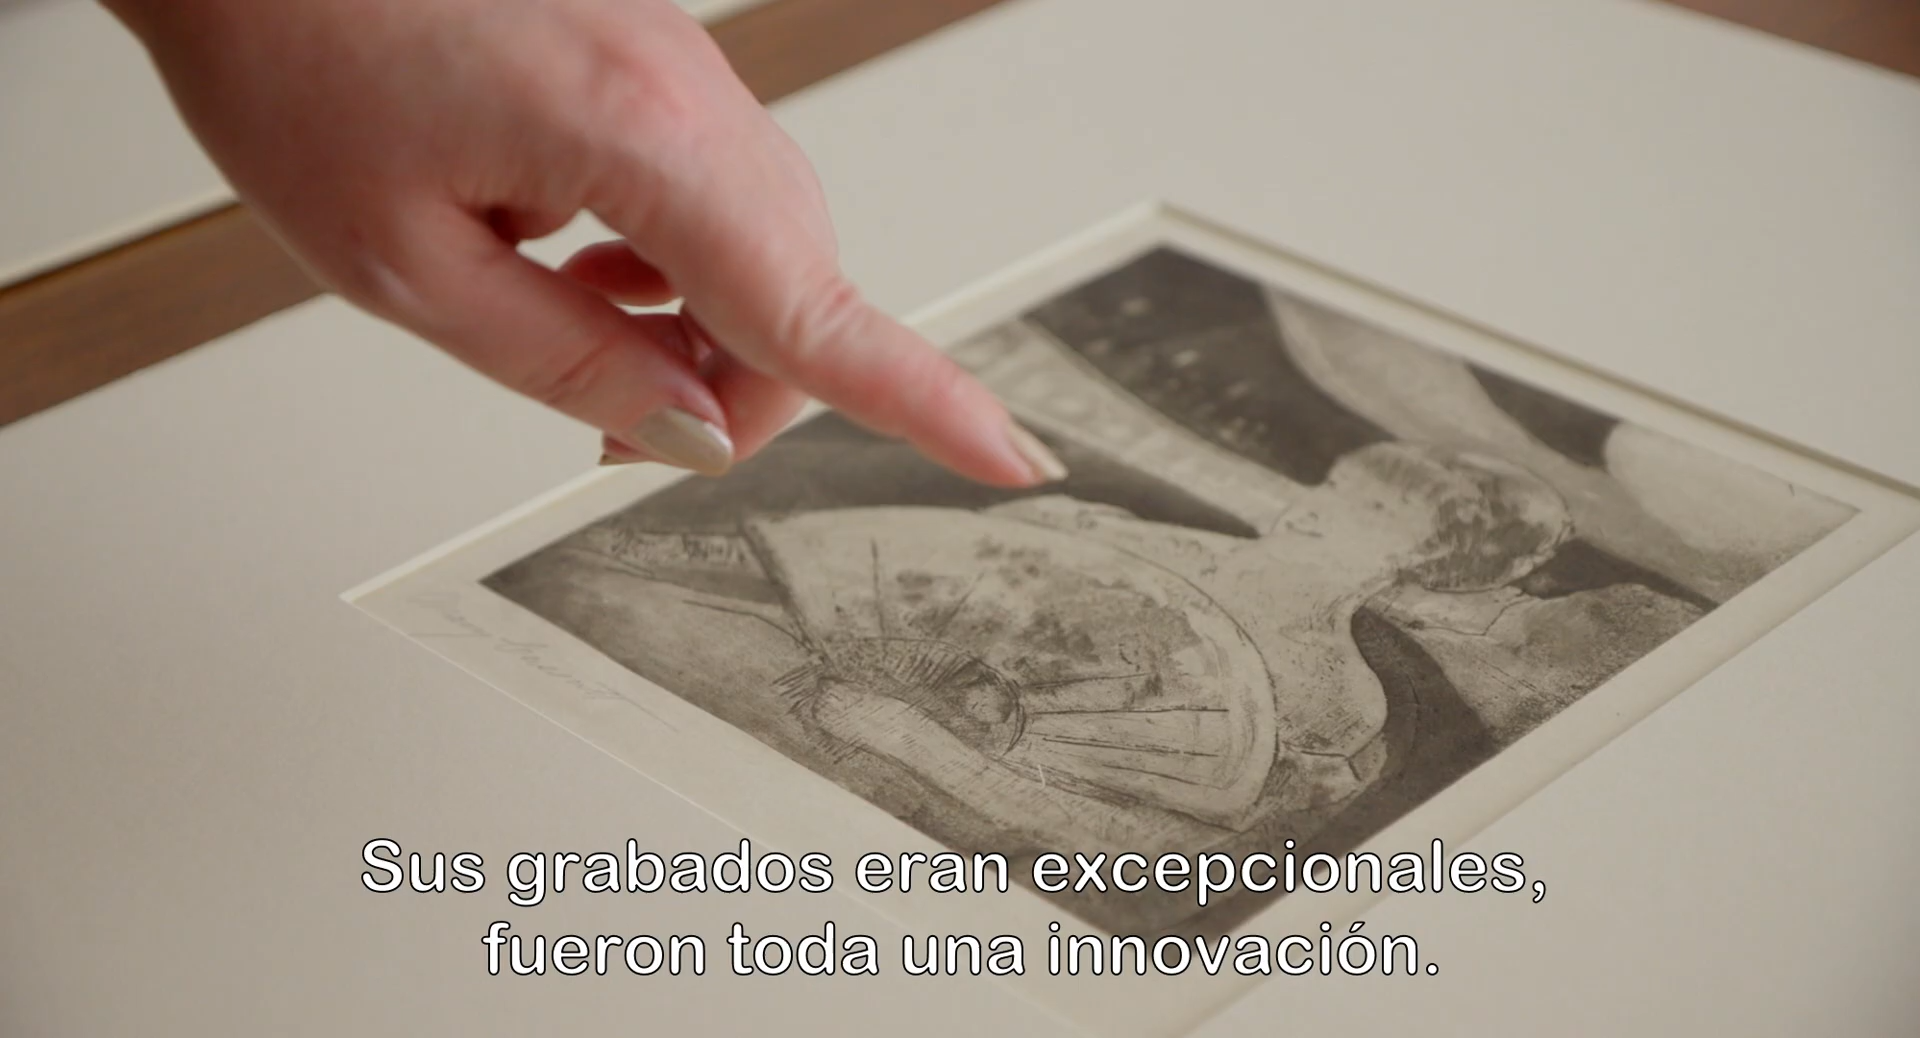 Sus grabados eran excepcionales,
fueron toda una innovación.